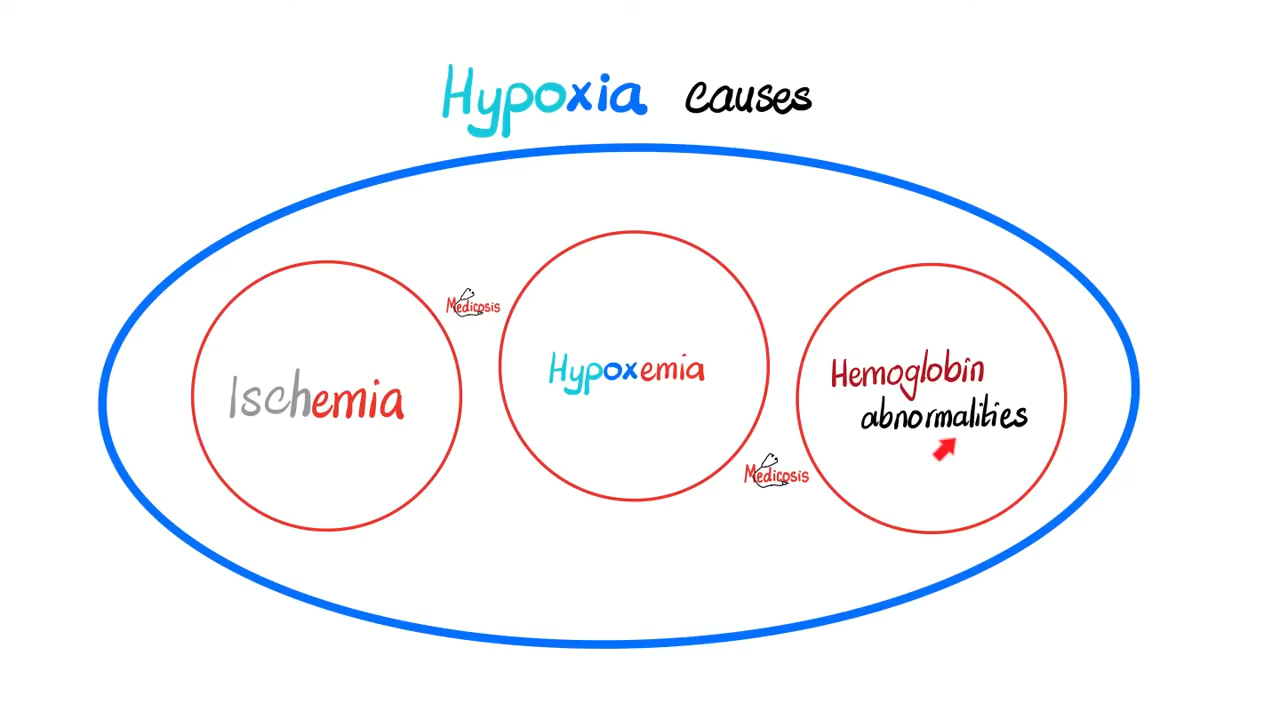 Hypoxia causes
Medicosis
Ischemia
Hypoxemia
Hemoglobin
abnormalities
Medicosis